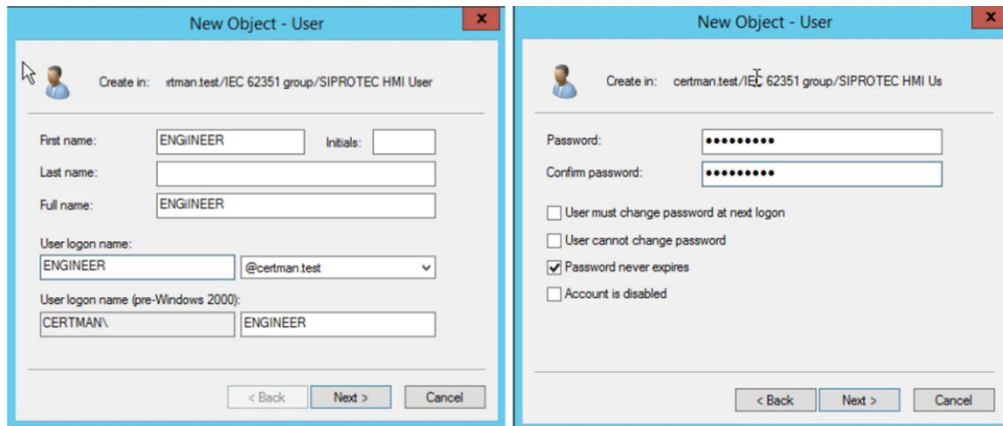 New Object - User
x
Create in: rtman.test/IEC 62351 group/SIPROTEC HMI User
First name: ENGIINEER Initials:
Last name:
Full name: ENGIINEER
User logon name:
ENGINEER @certman.test
User logon name (pre-Windows 2000):
CERTMAN\ ENGINEER
< Back Next > Cancel
New Object - User
x
Create in: certman.test/IEC 62351 group/SIPROTEC HMI Us
Password: •••••••••
Confirm password: •••••••••
User must change password at next logon
User cannot change password
Password never expires
Account is disabled
< Back Next > Cancel